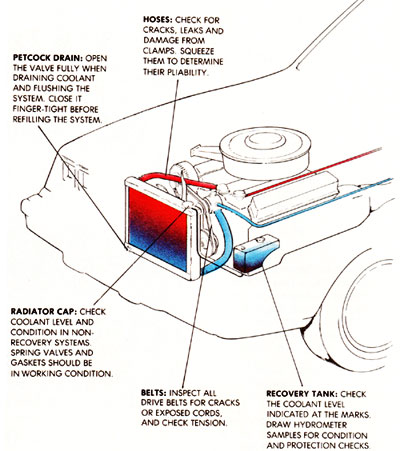 HOSES: CHECK FOR
CRACKS, LEAKS AND
DAMAGE FROM
CLAMPS. SQUEEZE
THEM TO DETERMINE
THEIR PLIABILITY.
PETCOCK DRAIN: OPEN
THE VALVE FULLY WHEN
DRAINING COOLANT
AND FLUSHING THE
SYSTEM. CLOSE IT
FINGER-TIGHT BEFORE
REFILLING THE SYSTEM.
RADIATOR CAP: CHECK
COOLANT LEVEL AND
CONDITION IN NON-
RECOVERY SYSTEMS.
SPRING VALVES AND
GASKETS SHOULD BE
IN WORKING CONDITION.
BELTS: INSPECT ALL
DRIVE BELTS FOR CRACKS
OR EXPOSED CORDS,
AND CHECK TENSION.
RECOVERY TANK: CHECK
THE COOLANT LEVEL
INDICATED AT THE MARKS.
DRAW HYDROMETER
SAMPLES FOR CONDITION
AND PROTECTION CHECKS.